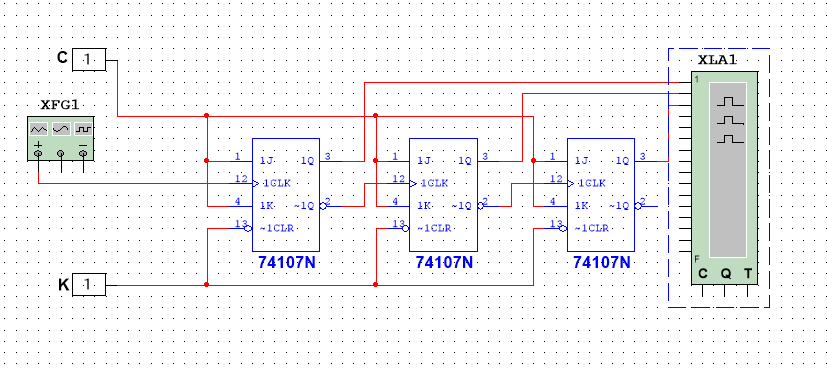 C 1
XLA1
XFG1
1
+ −
1 1J 1Q 3
1 1J 1Q 3
1 1J 1Q 3
12 1CLK
12 1CLK
12 1CLK
4 1K ~1Q 2
4 1K ~1Q 2
4 1K ~1Q 2
13 ~1CLR
13 ~1CLR
13 ~1CLR
74107N
74107N
74107N
F
C Q T
K 1